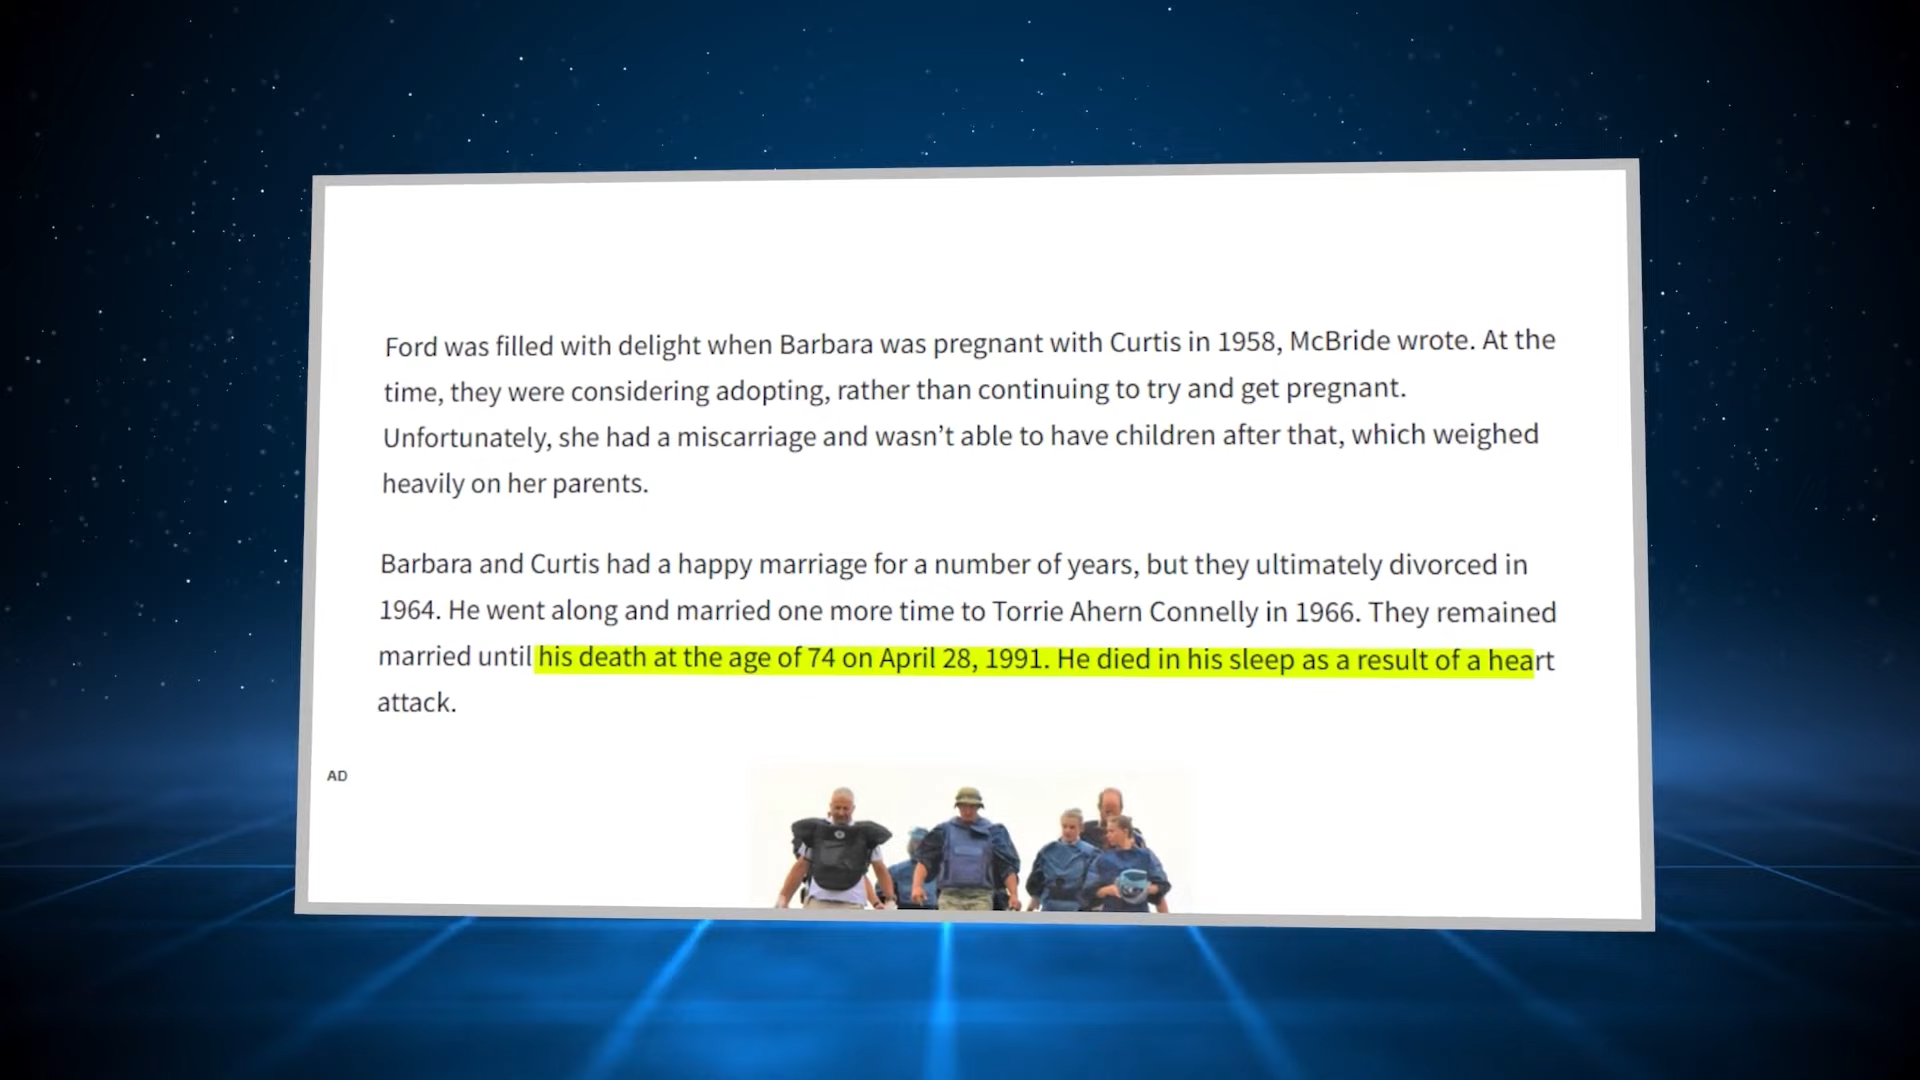 Ford was filled with delight when Barbara was pregnant with Curtis in 1958, McBride wrote. At the
time, they were considering adopting, rather than continuing to try and get pregnant.
Unfortunately, she had a miscarriage and wasn’t able to have children after that, which weighed
heavily on her parents.
Barbara and Curtis had a happy marriage for a number of years, but they ultimately divorced in
1964. He went along and married one more time to Torrie Ahern Connelly in 1966. They remained
married until his death at the age of 74 on April 28, 1991. He died in his sleep as a result of a heart
attack.
AD